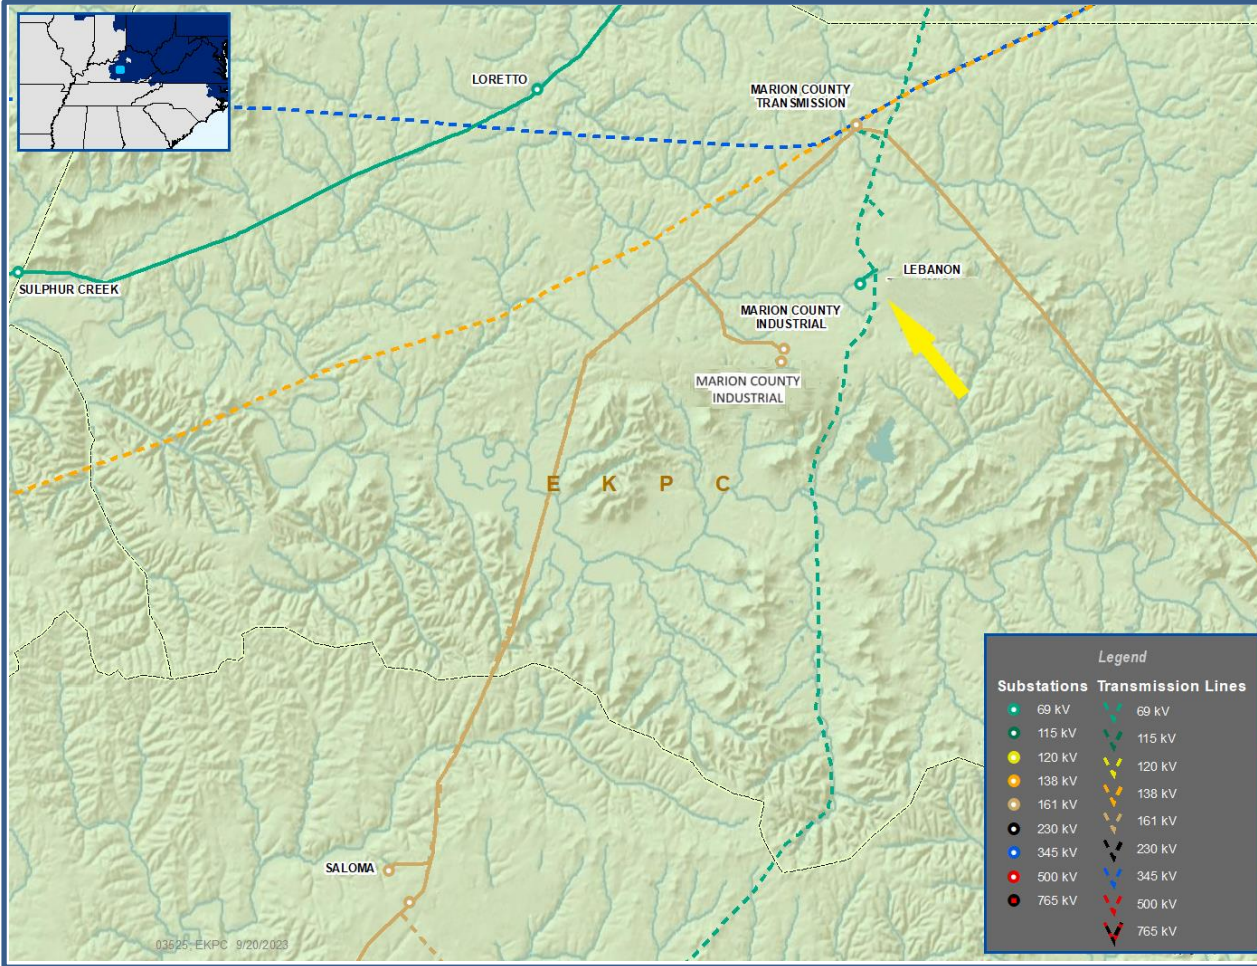 LORETTO
MARION COUNTY
TRANSMISSION
SULPHUR CREEK
LEBANON
MARION COUNTY
INDUSTRIAL
MARION COUNTY
INDUSTRIAL
E K P C
SALOMA
Legend
Substations Transmission Lines
69 kV 69 kV
115 kV 115 kV
120 kV 120 kV
138 kV 138 kV
161 kV 161 kV
230 kV 230 kV
345 kV 345 kV
500 kV 500 kV
765 kV 765 kV
03525; EKPC 9/20/2023